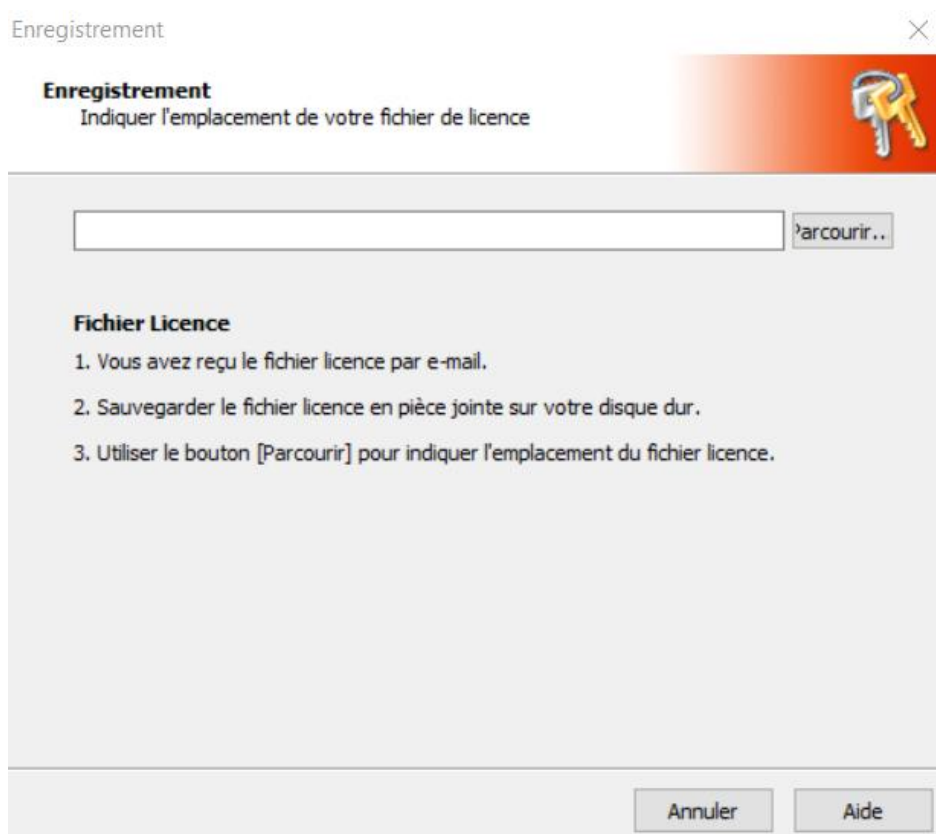 Enregistrement
Enregistrement
Indiquer l'emplacement de votre fichier de licence
arcourir..
Fichier Licence
1. Vous avez reçu le fichier licence par e-mail.
2. Sauvegarder le fichier licence en pièce jointe sur votre disque dur.
3. Utiliser le bouton [Parcourir] pour indiquer l'emplacement du fichier licence.
Annuler
Aide